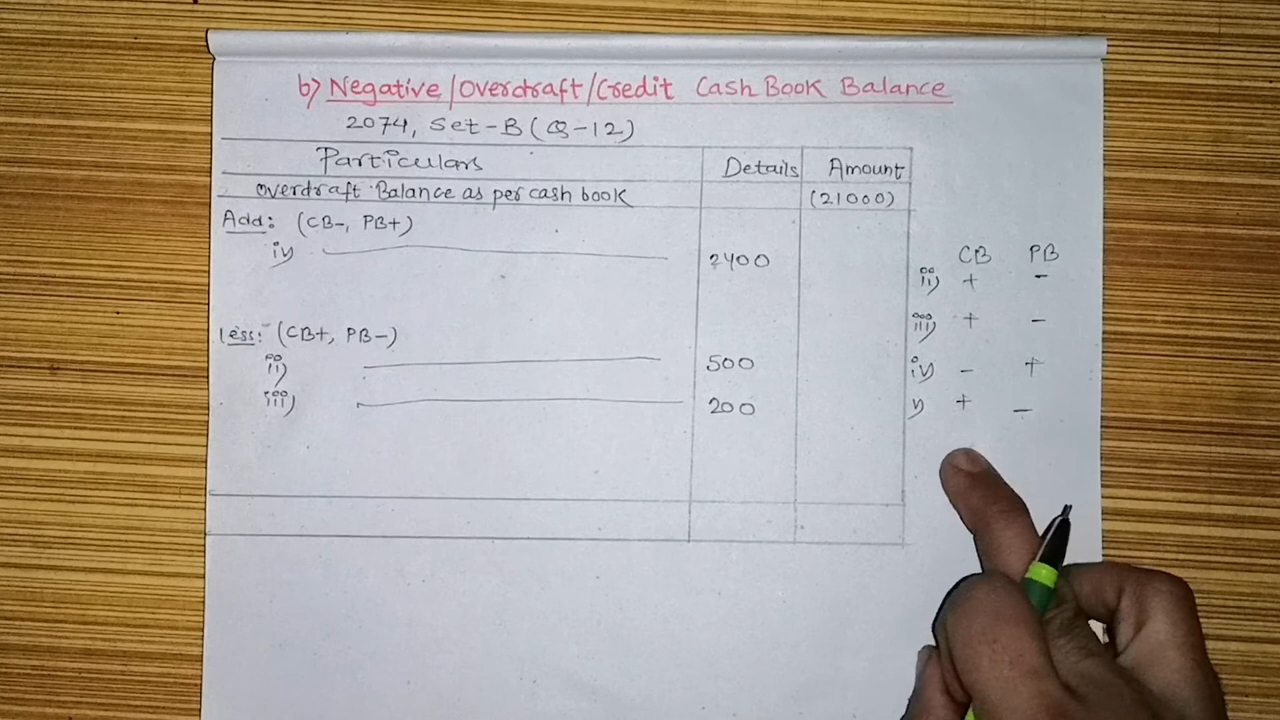 b) Negative/Overdraft/Credit Cash Book Balance
2074, Set-B (Q-12)
Particulars Details Amount
Overdraft Balance as per cash book (21000)
Add: (CB-, PB+)
iv) 2400
Less: (CB+, PB-)
ii) 500
iii) 200
CB PB
ii) + -
iii) + -
iv) - +
v) + -